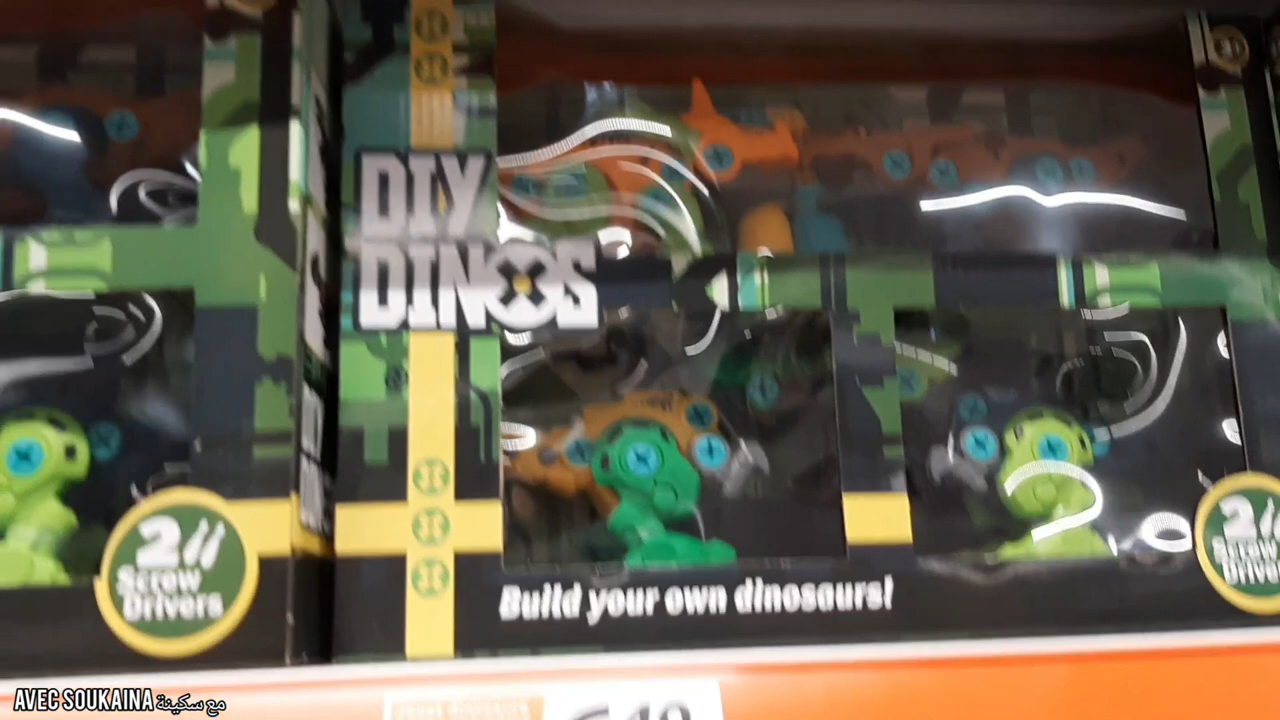 DIY
DINOS
2
Screw
Drivers
Build your own dinosaurs!
2
Screw
Drivers
AVEC SOUKAINA مع سكينة